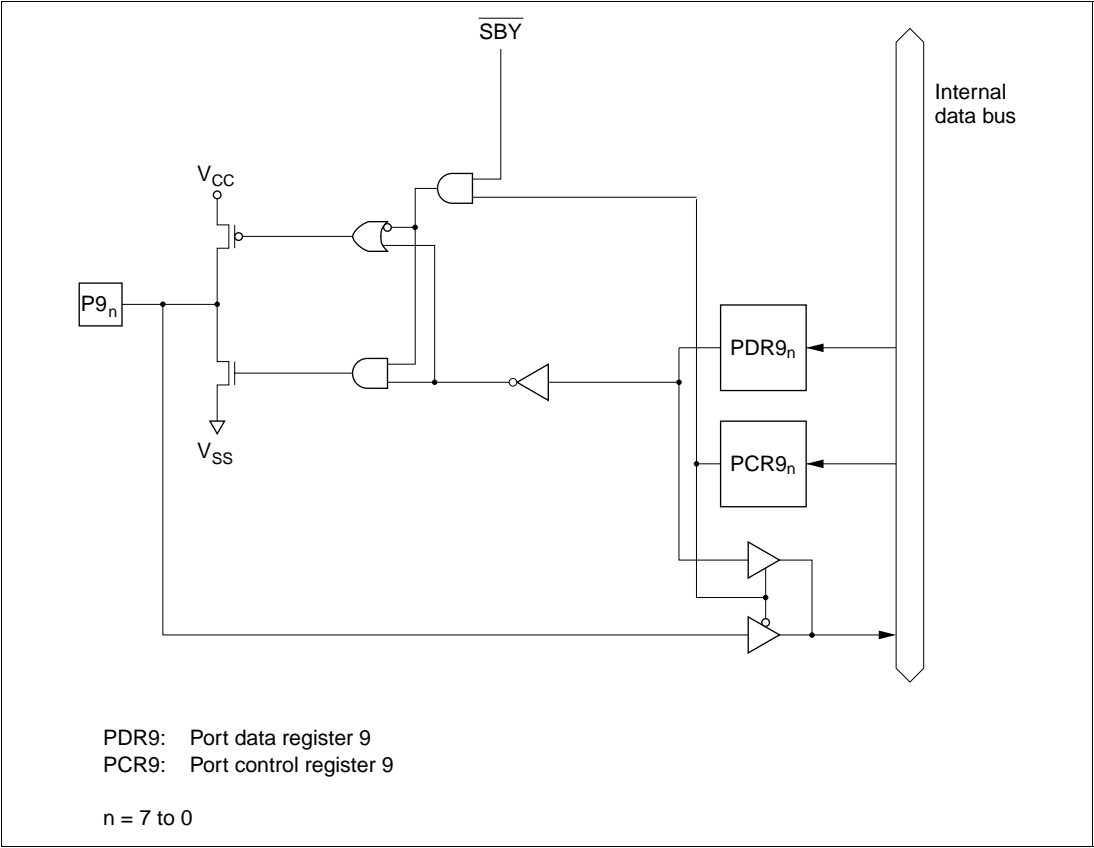 SBY
Internal
data bus
VCC
P9n
PDR9n
PCR9n
VSS
PDR9: Port data register 9
PCR9: Port control register 9
n = 7 to 0